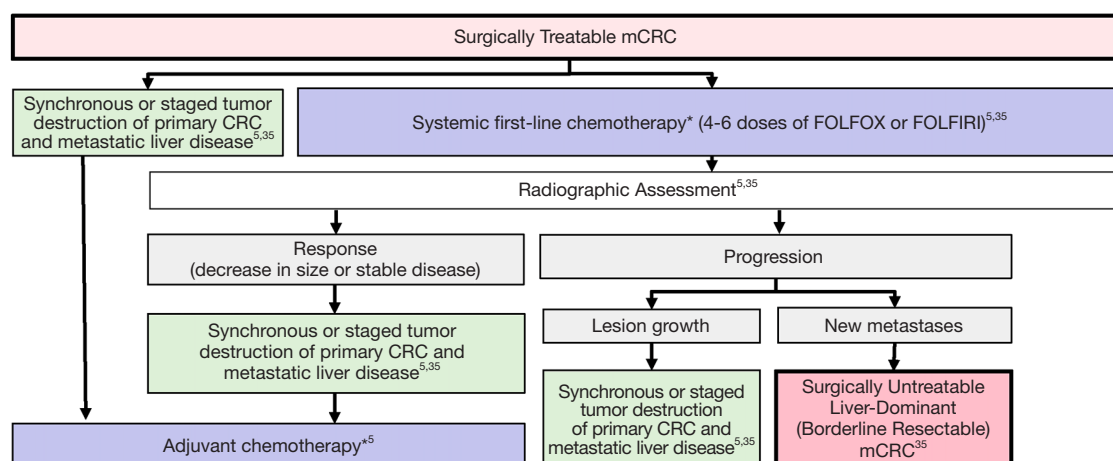 Surgically Treatable mCRC
Synchronous or staged tumor
destruction of primary CRC
and metastatic liver disease5,35
Systemic first-line chemotherapy* (4-6 doses of FOLFOX or FOLFIRI)5,35
Radiographic Assessment5,35
Response
(decrease in size or stable disease)
Progression
Synchronous or staged tumor
destruction of primary CRC and
metastatic liver disease5,35
Lesion growth
New metastases
Synchronous or staged
tumor destruction
of primary CRC and
metastatic liver disease5,35
Surgically Untreatable
Liver-Dominant
(Borderline Resectable)
mCRC35
Adjuvant chemotherapy*5